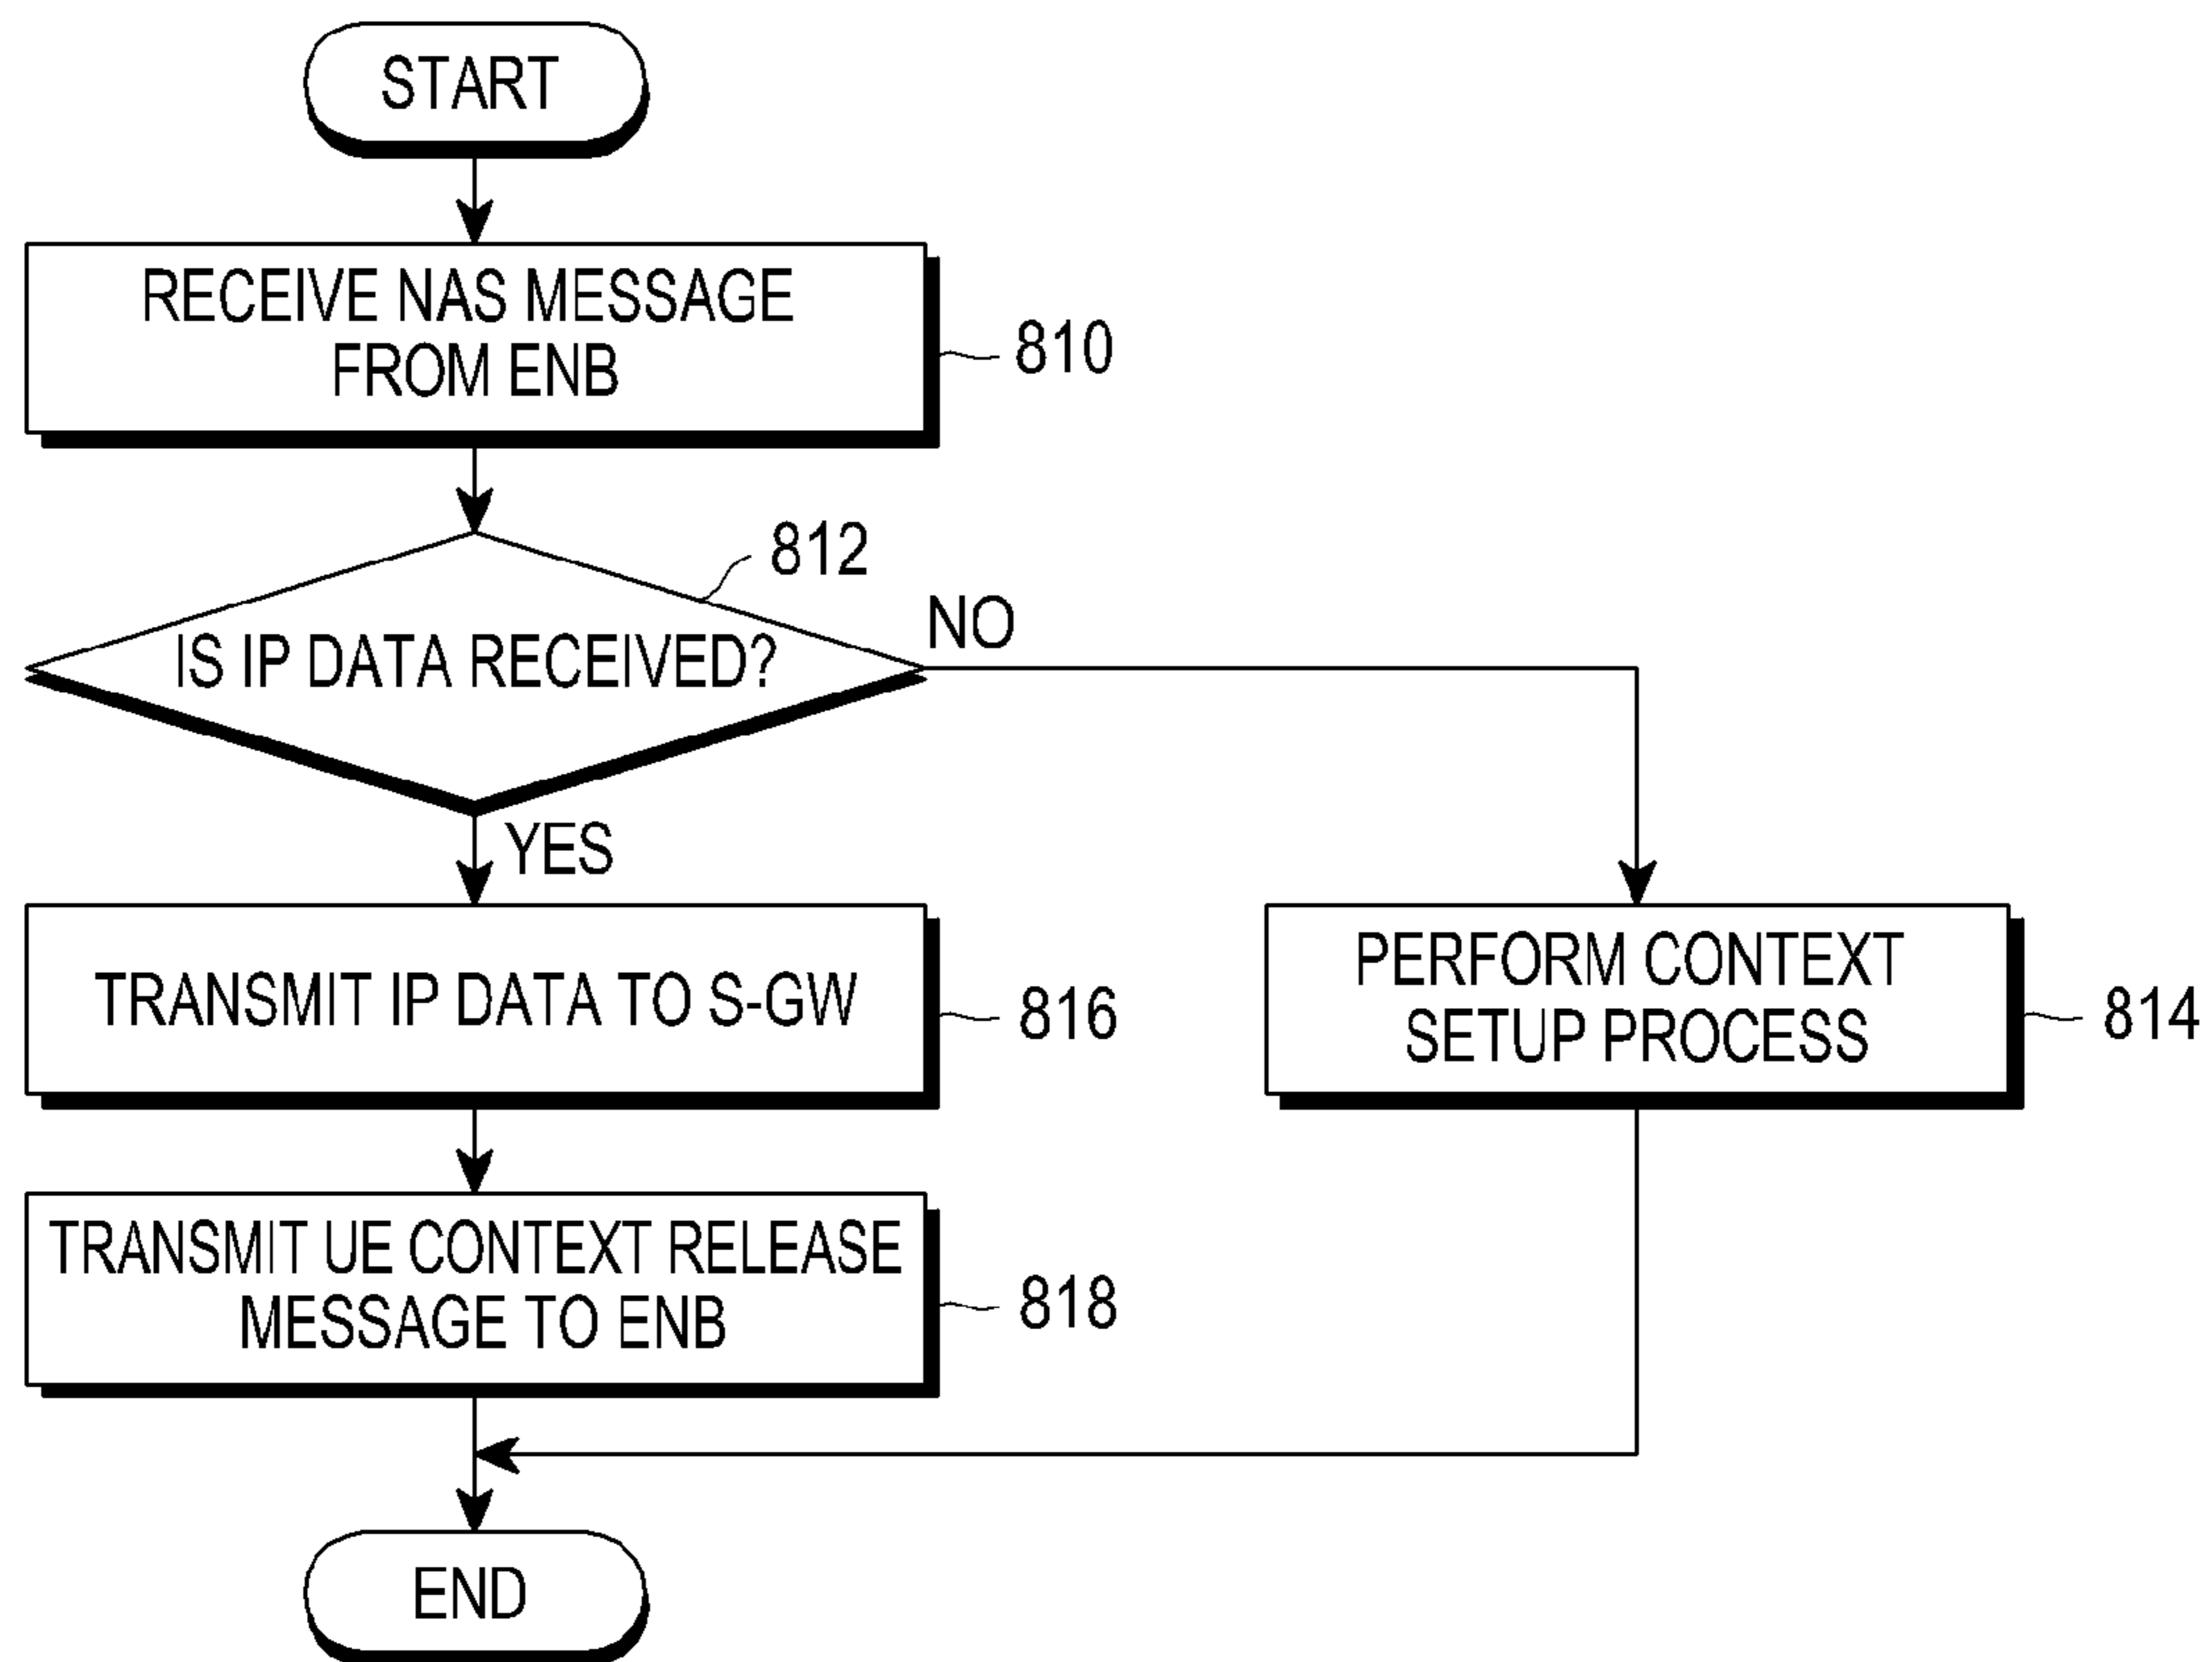 START
RECEIVE NAS MESSAGE
FROM ENB
810
812
IS IP DATA RECEIVED?
NO
YES
TRANSMIT IP DATA TO S-GW
816
PERFORM CONTEXT
SETUP PROCESS
814
TRANSMIT UE CONTEXT RELEASE
MESSAGE TO ENB
818
END